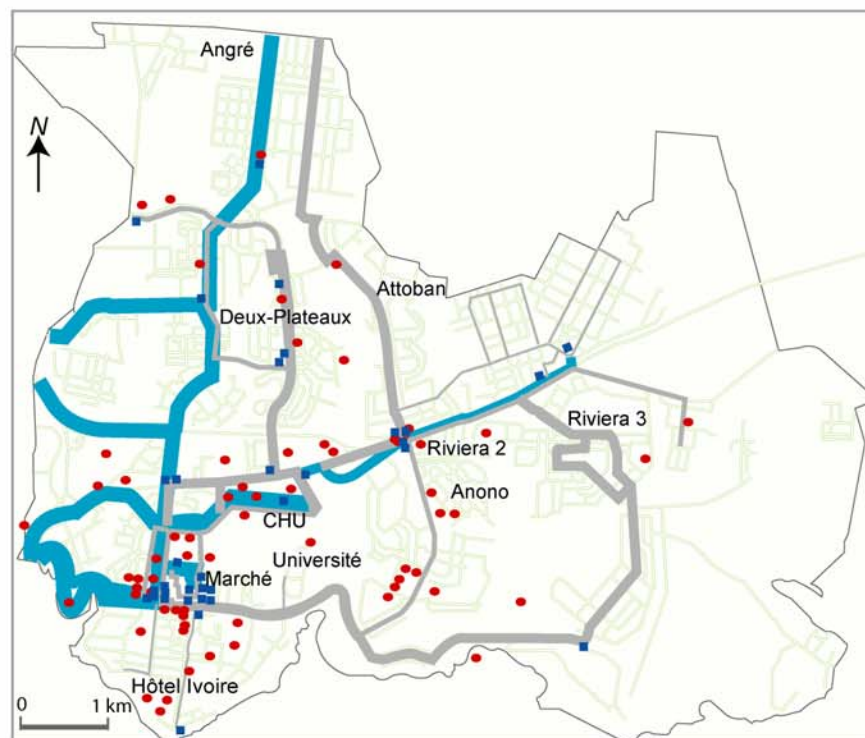 Angré
N
Attoban
Deux-Plateaux
Riviera 3
Riviera 2
Anono
CHU
Université
Marché
Hôtel Ivoire
0 1 km